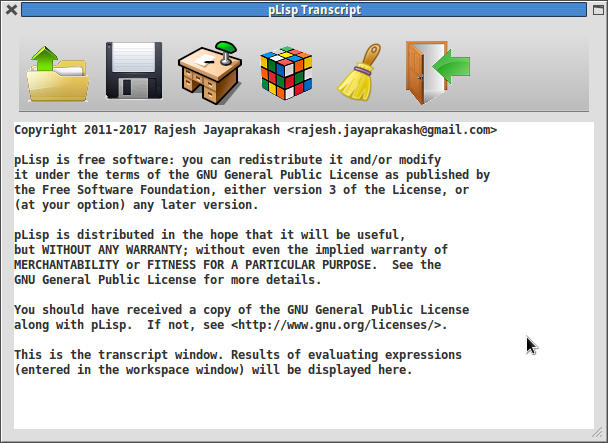 pLisp Transcript
Copyright 2011-2017 Rajesh Jayaprakash <rajesh.jayaprakash@gmail.com>
pLisp is free software: you can redistribute it and/or modify
it under the terms of the GNU General Public License as published by
the Free Software Foundation, either version 3 of the License, or
(at your option) any later version.
pLisp is distributed in the hope that it will be useful,
but WITHOUT ANY WARRANTY; without even the implied warranty of
MERCHANTABILITY or FITNESS FOR A PARTICULAR PURPOSE.  See the
GNU General Public License for more details.
You should have received a copy of the GNU General Public License
along with pLisp.  If not, see <http://www.gnu.org/licenses/>.
This is the transcript window. Results of evaluating expressions
(entered in the workspace window) will be displayed here.